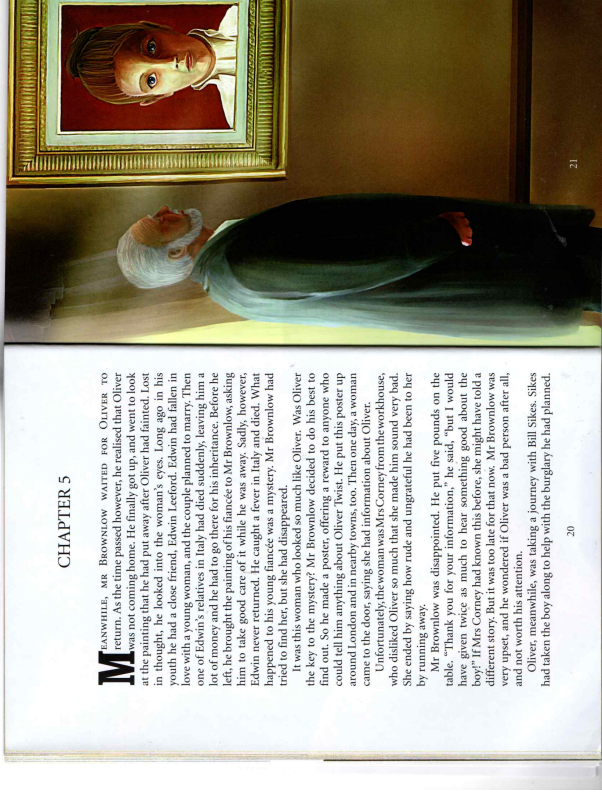 CHAPTER 5
MEANWHILE, MR BROWNLOW WAITED FOR OLIVER TO
return. As the time passed however, he realised that Oliver
was not coming home. He finally got up, and went to look
at the painting that he had put away after Oliver had fainted. Lost
in thought, he looked into the woman's eyes. Long ago in his
youth he had a close friend, Edwin Leeford. Edwin had fallen in
love with a young woman, and the couple planned to marry. Then
one of Edwin's relatives in Italy had died suddenly, leaving him a
lot of money and he had to go there for his inheritance. Before he
left, he brought the painting of his fiancée to Mr Brownlow, asking
him to take good care of it while he was away. Sadly, however,
Edwin never returned. He caught a fever in Italy and died. What
happened to his young fiancée was a mystery. Mr Brownlow had
tried to find her, but she had disappeared.
It was this woman who looked so much like Oliver. Was Oliver
the key to the mystery? Mr Brownlow decided to do his best to
find out. So he made a poster, offering a reward to anyone who
could tell him anything about Oliver Twist. He put this poster up
around London and in nearby towns, too. Then one day, a woman
came to the door, saying she had information about Oliver.
Unfortunately, the woman was Mrs Corney from the workhouse,
who disliked Oliver so much that she made him sound very bad.
She ended by saying how rude and ungrateful he had been to her
by running away.
Mr Brownlow was disappointed. He put five pounds on the
table. "Thank you for your information," he said, "but I would
have given twice as much to hear something good about the
boy!" If Mrs Corney had known this before, she might have told a
different story. But it was too late for that now. Mr Brownlow was
very upset, and he wondered if Oliver was a bad person after all,
and not worth his attention.
Oliver, meanwhile, was taking a journey with Bill Sikes. Sikes
had taken the boy along to help with the burglary he had planned.
20
21